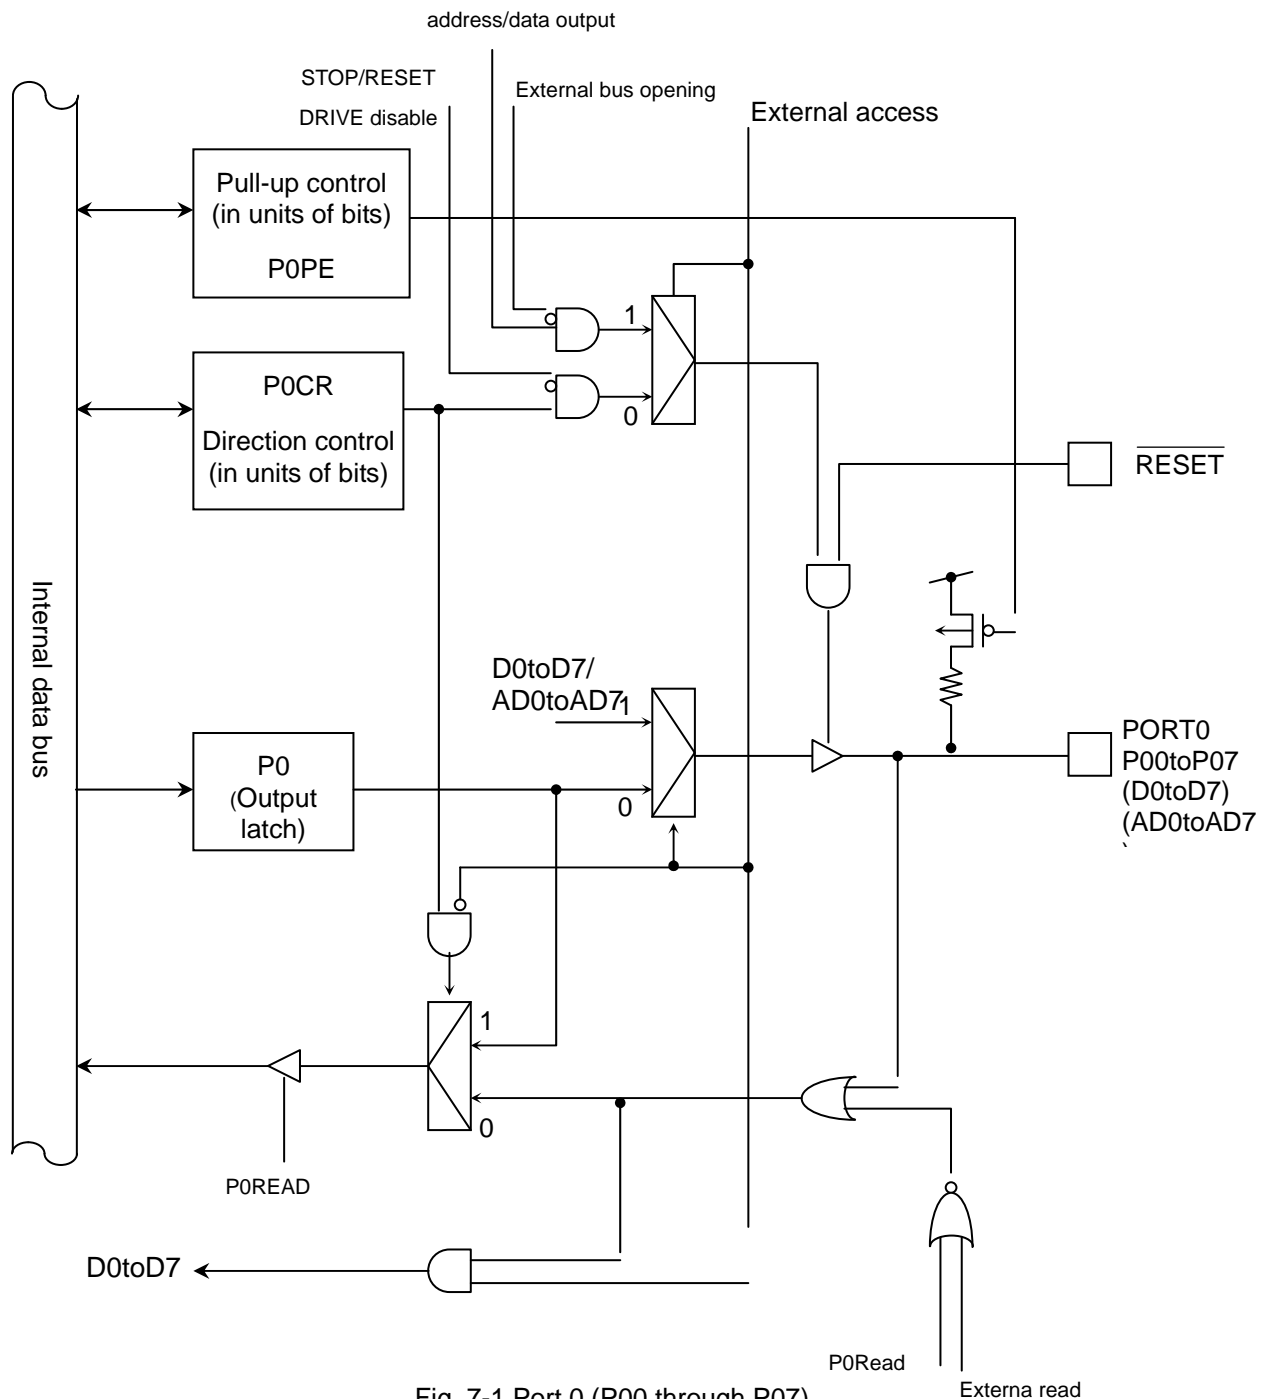 address/data output
STOP/RESET
DRIVE disable
External bus opening
External access
Pull-up control
(in units of bits)
P0PE
1
0
P0CR
Direction control
(in units of bits)
RESET
Internal data bus
D0toD7/
AD0toAD7
1
0
P0
(Output
latch)
PORT0
P00toP07
(D0toD7)
(AD0toAD7
)
1
0
P0READ
D0toD7
P0Read
Externa read
Fig. 7-1 Port 0 (P00 through P07)